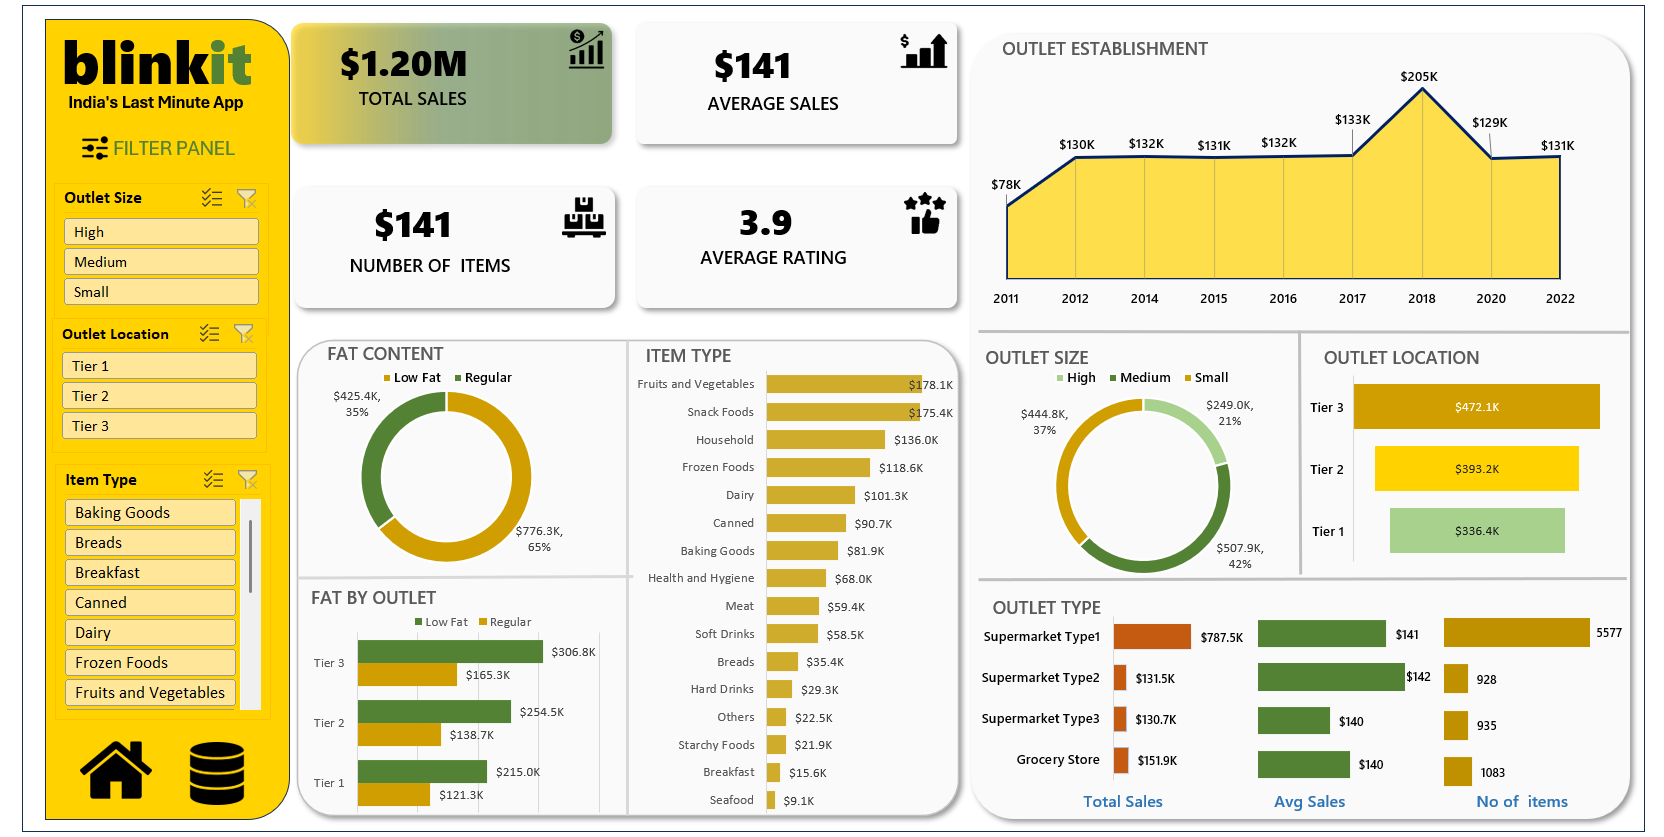 blinkit
India's Last Minute App
FILTER PANEL
Outlet Size
High
Medium
Small
Outlet Location
Tier 1
Tier 2
Tier 3
Item Type
Baking Goods
Breads
Breakfast
Canned
Dairy
Frozen Foods
Fruits and Vegetables
$1.20M
TOTAL SALES
$
$141
AVERAGE SALES
$
$141
NUMBER OF  ITEMS
3.9
AVERAGE RATING
FAT CONTENT
Low Fat Regular
$425.4K,
35%
$776.3K,
65%
FAT BY OUTLET
Low Fat Regular
Tier 3 $306.8K
$165.3K
Tier 2 $254.5K
$138.7K
Tier 1 $215.0K
$121.3K
ITEM TYPE
Fruits and Vegetables $178.1K
Snack Foods $175.4K
Household $136.0K
Frozen Foods $118.6K
Dairy $101.3K
Canned $90.7K
Baking Goods $81.9K
Health and Hygiene $68.0K
Meat $59.4K
Soft Drinks $58.5K
Breads $35.4K
Hard Drinks $29.3K
Others $22.5K
Starchy Foods $21.9K
Breakfast $15.6K
Seafood $9.1K
OUTLET ESTABLISHMENT
$78K $130K $132K $131K $132K $133K $205K $129K $131K
2011 2012 2014 2015 2016 2017 2018 2020 2022
OUTLET SIZE
High Medium Small
$444.8K,
37%
$249.0K,
21%
$507.9K,
42%
OUTLET LOCATION
Tier 3 $472.1K
Tier 2 $393.2K
Tier 1 $336.4K
OUTLET TYPE
Supermarket Type1 $787.5K $141 5577
Supermarket Type2 $131.5K $142 928
Supermarket Type3 $130.7K $140 935
Grocery Store $151.9K $140 1083
Total Sales Avg Sales No of  items